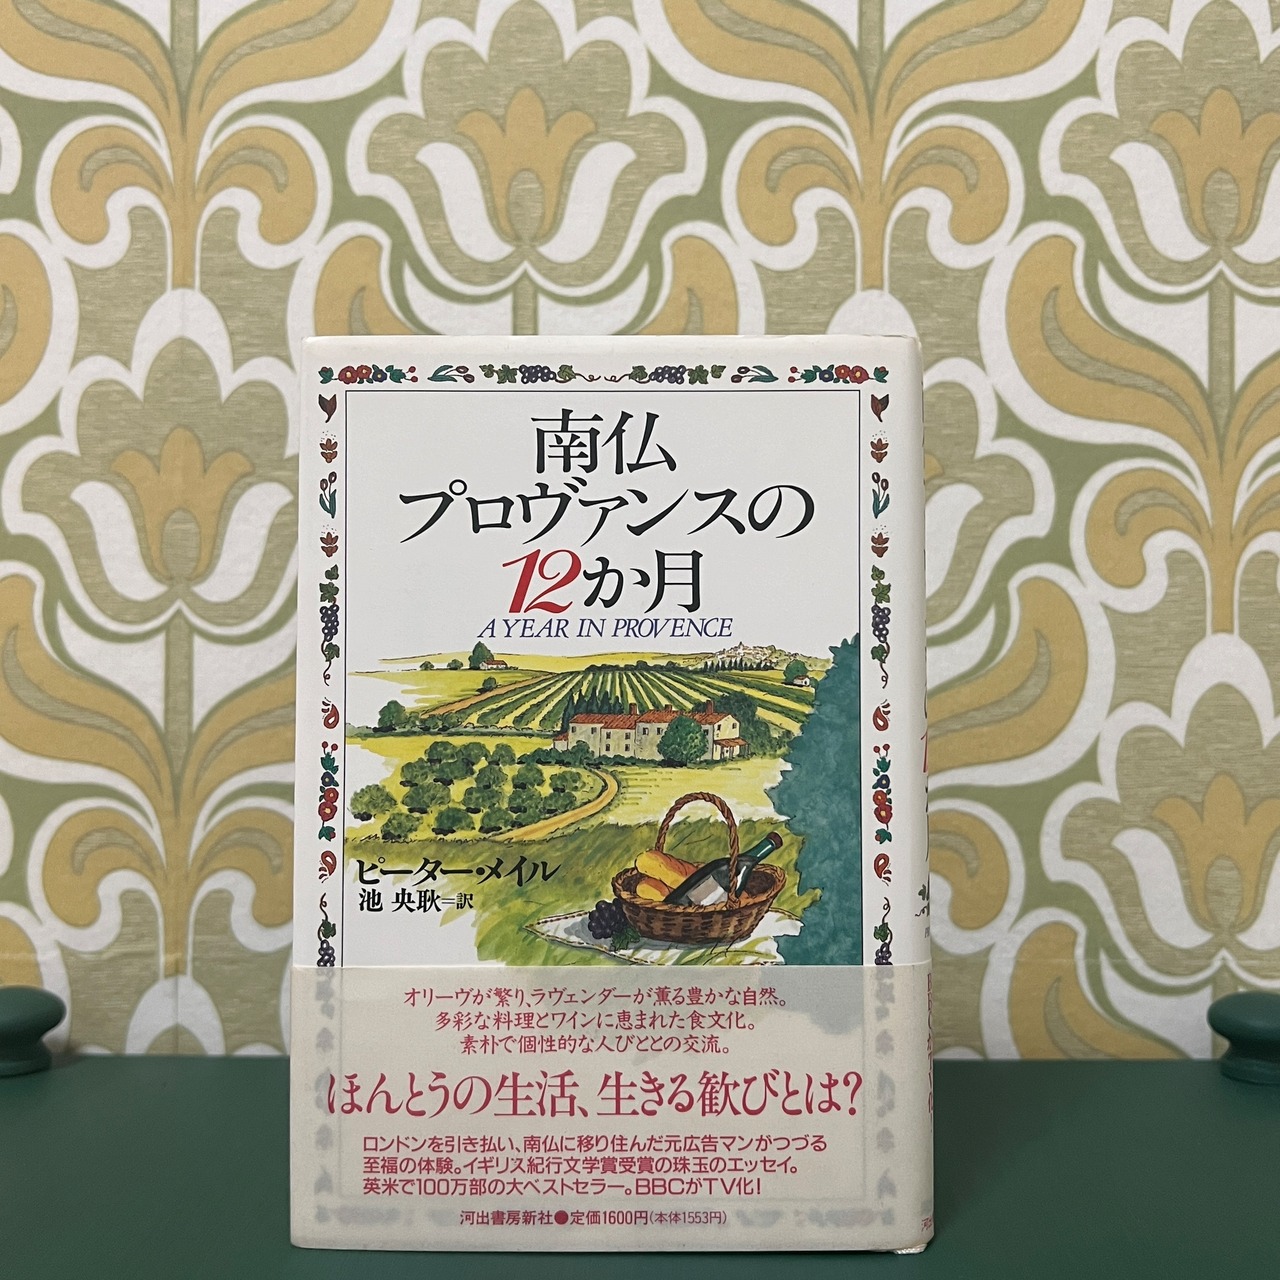 南仏
プロヴァンスの
12か月
A YEAR IN PROVENCE
ピーター・メイル
池 央耿=訳
オリーヴが繁り、ラヴェンダーが薫る豊かな自然。
多彩な料理とワインに恵まれた食文化。
素朴で個性的な人びととの交流。
ほんとうの生活、生きる歓びとは?
ロンドンを引き払い、南仏に移り住んだ元広告マンがつづる
至福の体験。イギリス紀行文学賞受賞の珠玉のエッセイ。
英米で100万部の大ベストセラー。BBCがTV化!
河出書房新社●定価1600円(本体1553円)